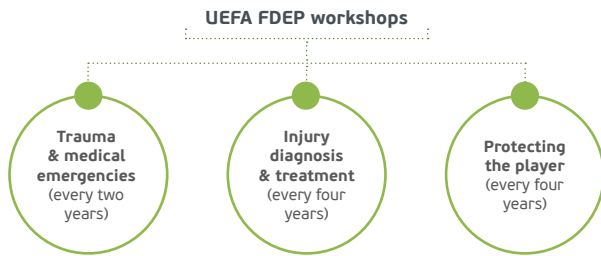 UEFA FDEP workshops
Trauma
& medical
emergencies
(every two
years)
Injury
diagnosis
& treatment
(every four
years)
Protecting
the player
(every four
years)